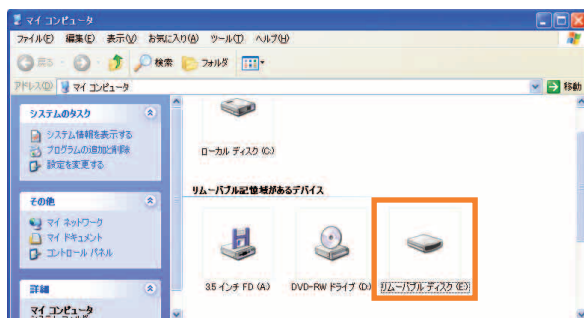 マイ コンピュータ
ファイル(F) 編集(E) 表示(V) お気に入り(A) ツール(T) ヘルプ(H)
戻る 検索 フォルダ
アドレス(D) マイ コンピュータ 移動
システムのタスク
システム情報を表示する
プログラムの追加と削除
設定を変更する
その他
マイ ネットワーク
マイ ドキュメント
コントロール パネル
詳細
マイ コンピュータ
システム フォルダ
ローカル ディスク (C:)
リムーバブル記憶域があるデバイス
3.5 インチ FD (A:) DVD-RW ドライブ (D:) リムーバブル ディスク (E:)